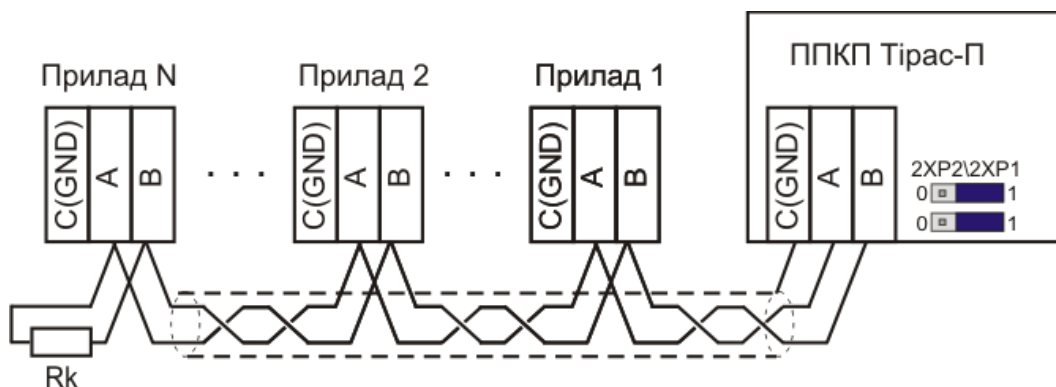 ППКП Тірас-П
Прилад N
Прилад 2
Прилад 1
C(GND)
A
B
. . .
C(GND)
A
B
. . .
C(GND)
A
B
C(GND)
A
B
2XP2\2XP1
0 1
0 1
Rk